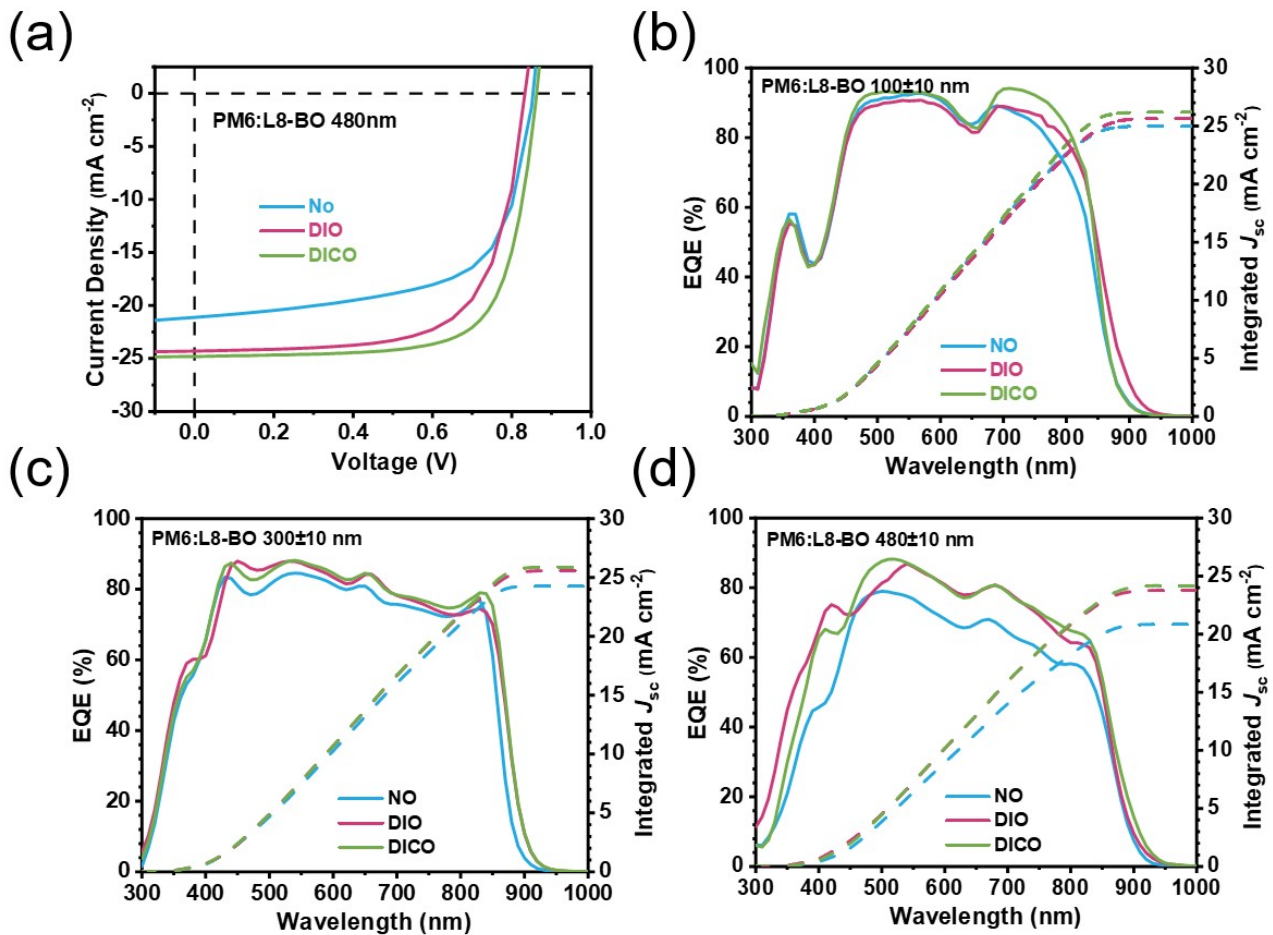 (a)
PM6:L8-BO 480nm
No
DIO
DICO
Current Density (mA cm-2)
0
-5
-10
-15
-20
-25
-30
0.0 0.2 0.4 0.6 0.8 1.0
Voltage (V)
(b)
PM6:L8-BO 100±10 nm
NO
DIO
DICO
EQE (%)
100
80
60
40
20
0
300 400 500 600 700 800 900 1000
Wavelength (nm)
30
25
20
15
10
5
0
Integrated Jsc (mA cm-2)
(c)
PM6:L8-BO 300±10 nm
NO
DIO
DICO
EQE (%)
100
80
60
40
20
0
300 400 500 600 700 800 900 1000
Wavelength (nm)
30
25
20
15
10
5
0
Integrated Jsc (mA cm-2)
(d)
PM6:L8-BO 480±10 nm
NO
DIO
DICO
EQE (%)
100
80
60
40
20
0
300 400 500 600 700 800 900 1000
Wavelength (nm)
30
25
20
15
10
5
0
Integrated Jsc (mA cm-2)